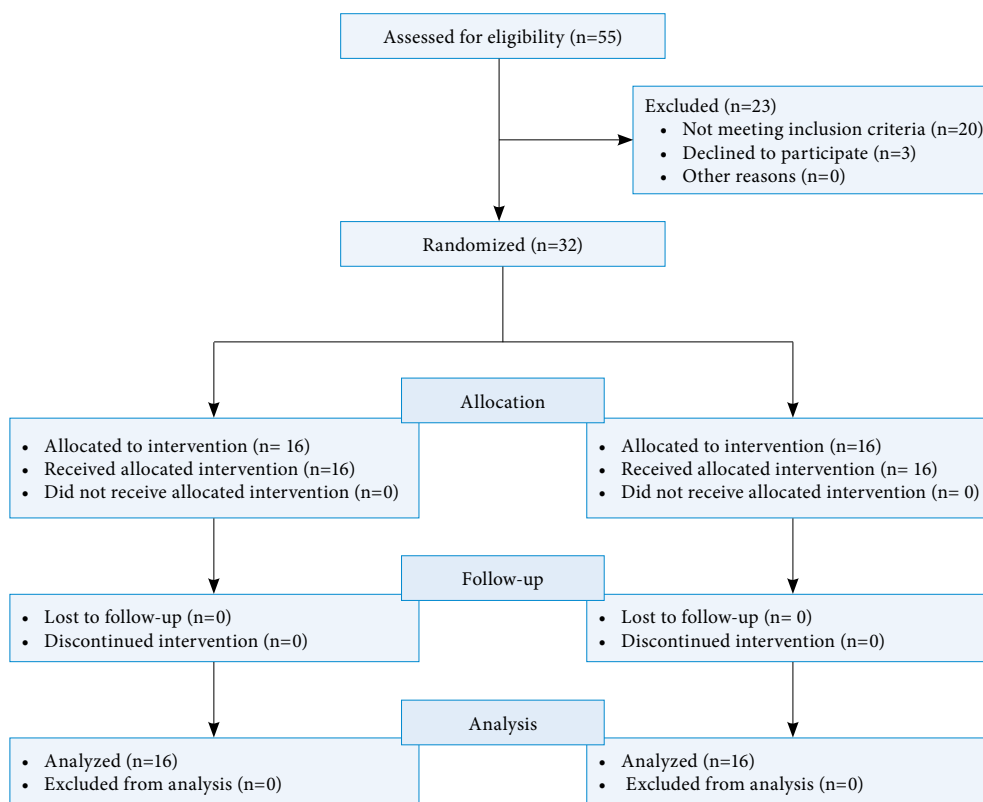 Assessed for eligibility (n=55)
Excluded (n=23)
• Not meeting inclusion criteria (n=20)
• Declined to participate (n=3)
• Other reasons (n=0)
Randomized (n=32)
Allocation
• Allocated to intervention (n= 16)
• Received allocated intervention (n=16)
• Did not receive allocated intervention (n=0)
• Allocated to intervention (n=16)
• Received allocated intervention (n= 16)
• Did not receive allocated intervention (n= 0)
Follow-up
• Lost to follow-up (n=0)
• Discontinued intervention (n=0)
• Lost to follow-up (n= 0)
• Discontinued intervention (n=0)
Analysis
• Analyzed (n=16)
• Excluded from analysis (n=0)
• Analyzed (n=16)
• Excluded from analysis (n=0)